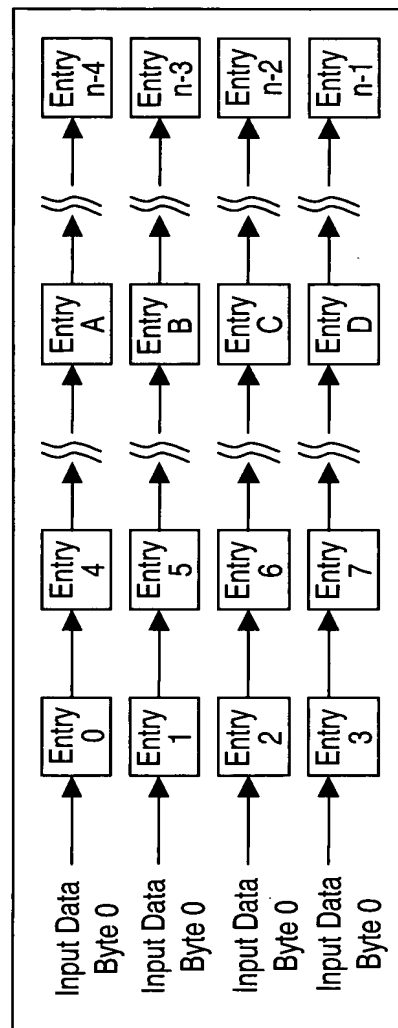 Input Data
Byte 0
Entry
0
Entry
4
Entry
A
Entry
n-4
Input Data
Byte 0
Entry
1
Entry
5
Entry
B
Entry
n-3
Input Data
Byte 0
Entry
2
Entry
6
Entry
C
Entry
n-2
Input Data
Byte 0
Entry
3
Entry
7
Entry
D
Entry
n-1